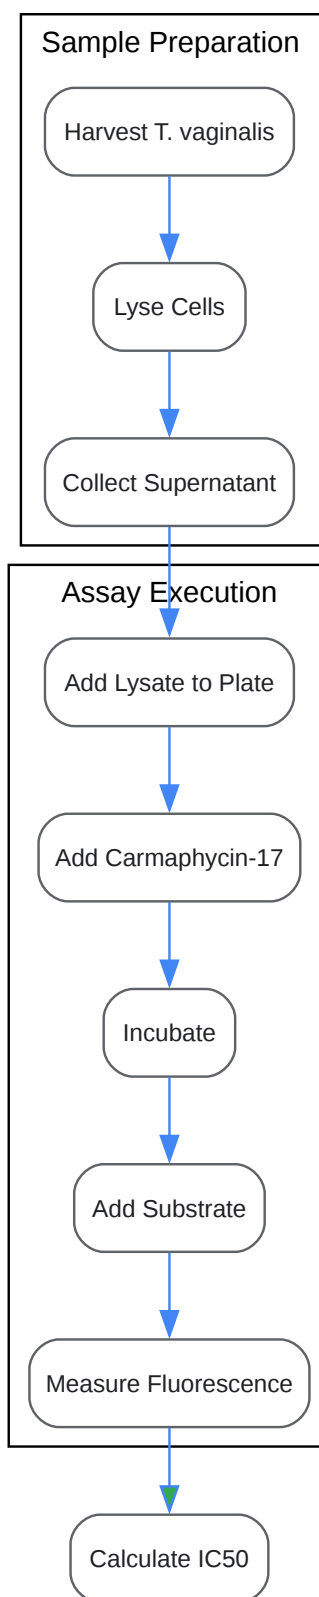 Sample Preparation
Harvest T. vaginalis
Lyse Cells
Collect Supernatant
Assay Execution
Add Lysate to Plate
Add Carmaphycin-17
Incubate
Add Substrate
Measure Fluorescence
Calculate IC50